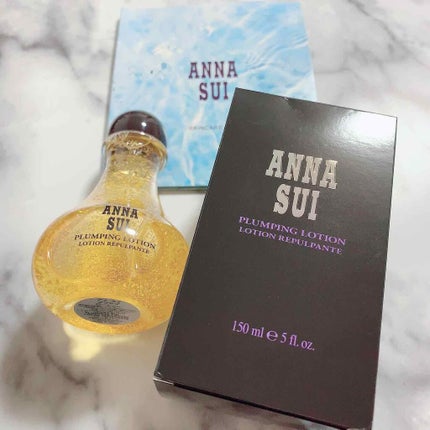 ANNA
SUI
SKINCARE
ANNA
SUI
PLUMPING LOTION
LOTION REPULPANTE
ANNA
SUI
PLUMPING LOTION
LOTION REPULPANTE
150 ml e 5 fl. oz.